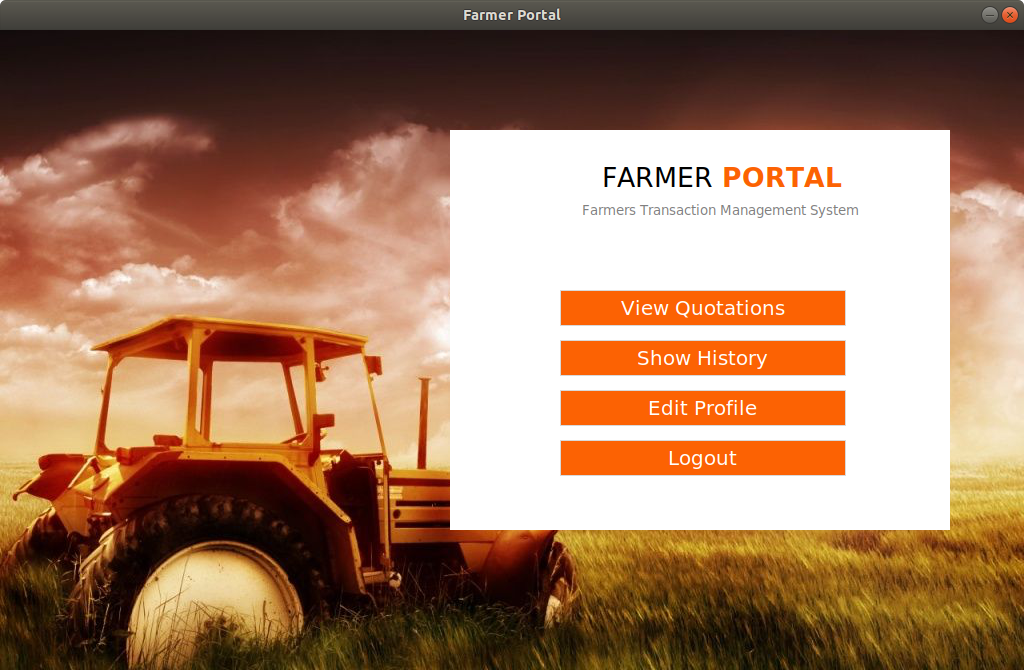 Farmer Portal
FARMER PORTAL
Farmers Transaction Management System
View Quotations
Show History
Edit Profile
Logout